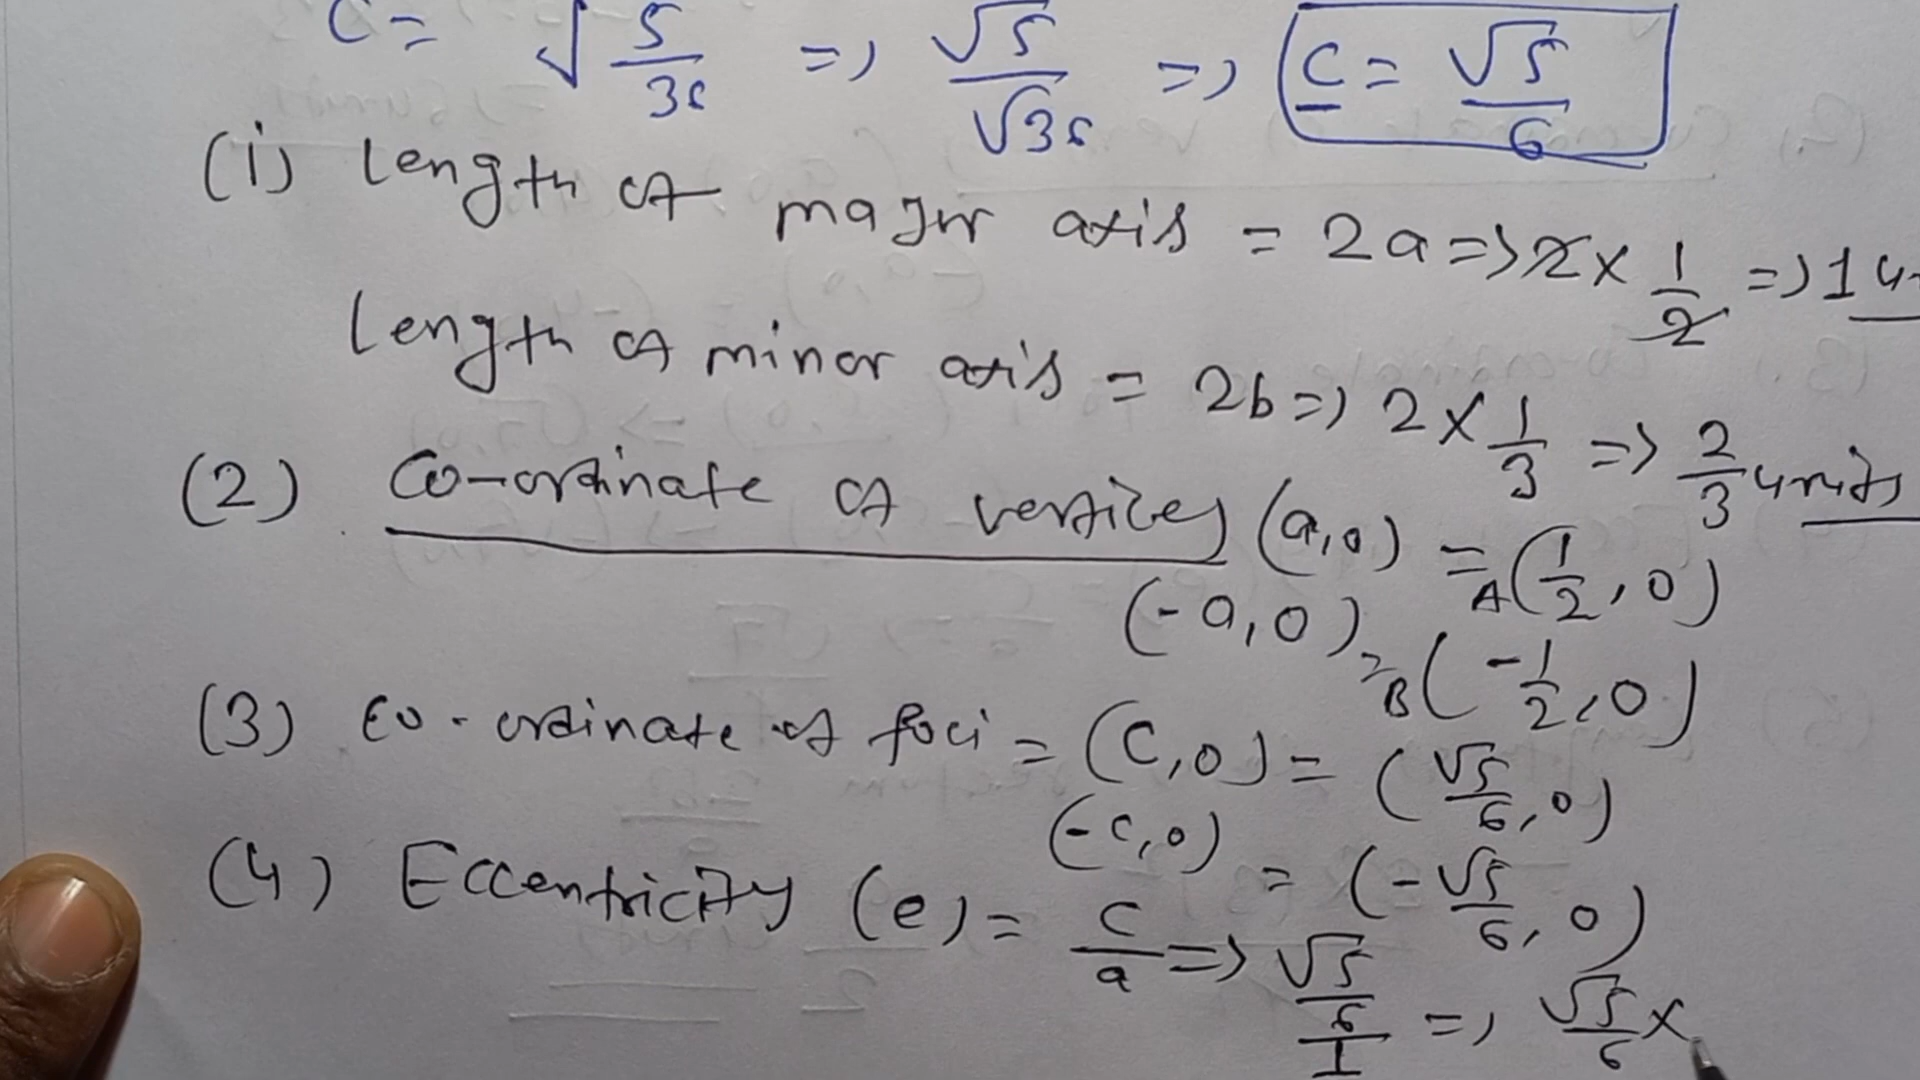 C = √5/36 => √5/√36 => C = √5/6
(i) Length of major axis = 2a => 2 × 1/2 => 1 u
Length of minor axis = 2b => 2 × 1/3 => 2/3 units
(2) Co-ordinate of vertices (a,0) = A(1/2, 0)
(-a,0) = B(-1/2, 0)
(3) Co-ordinate of foci = (C,0) = (√5/6, 0)
(-c,0) = (-√5/6, 0)
(4) Eccentricity (e) = c/a => √5/6/1 => √5/6 ×